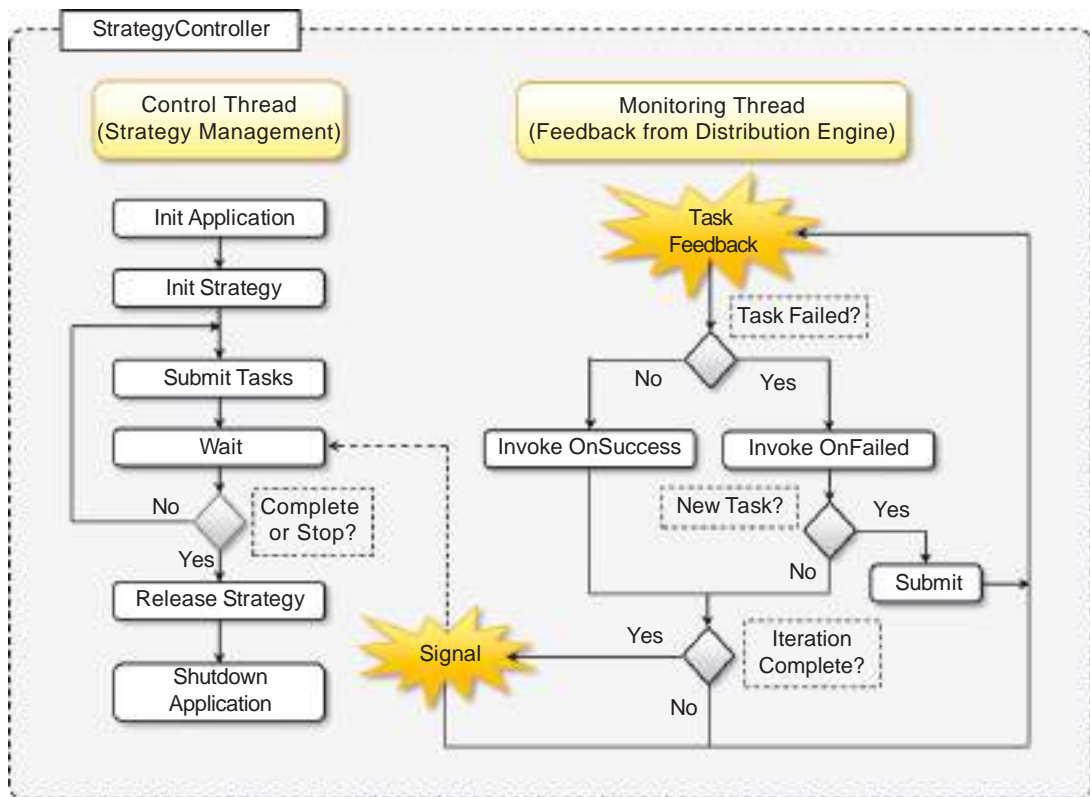 StrategyController
Control Thread
(Strategy Management)
Init Application
Init Strategy
Submit Tasks
Wait
No
Complete
or Stop?
Yes
Release Strategy
Shutdown
Application
Monitoring Thread
(Feedback from Distribution Engine)
Task
Feedback
Task Failed?
No
Yes
Invoke OnSuccess
Invoke OnFailed
New Task?
Yes
No
Submit
Iteration
Complete?
Yes
Signal
No